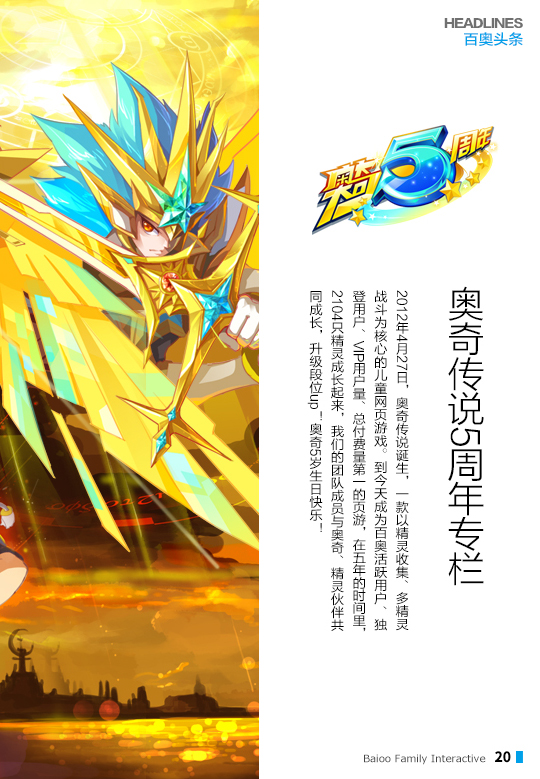 HEADLINES
百奥头条
奥奇5周年
奥奇传说5周年专栏
2012年4月27日，奥奇传说诞生，一款以精灵收集、多精灵
战斗为核心的儿童网页游戏。到今天成为百奥活跃用户、独
登用户、VIP用户量、总付费量第一的页游，在五年的时间里，
2104只精灵成长起来，我们的团队成员与奥奇、精灵伙伴共
同成长，升级段位up！奥奇5岁生日快乐！
Baioo Family Interactive 20